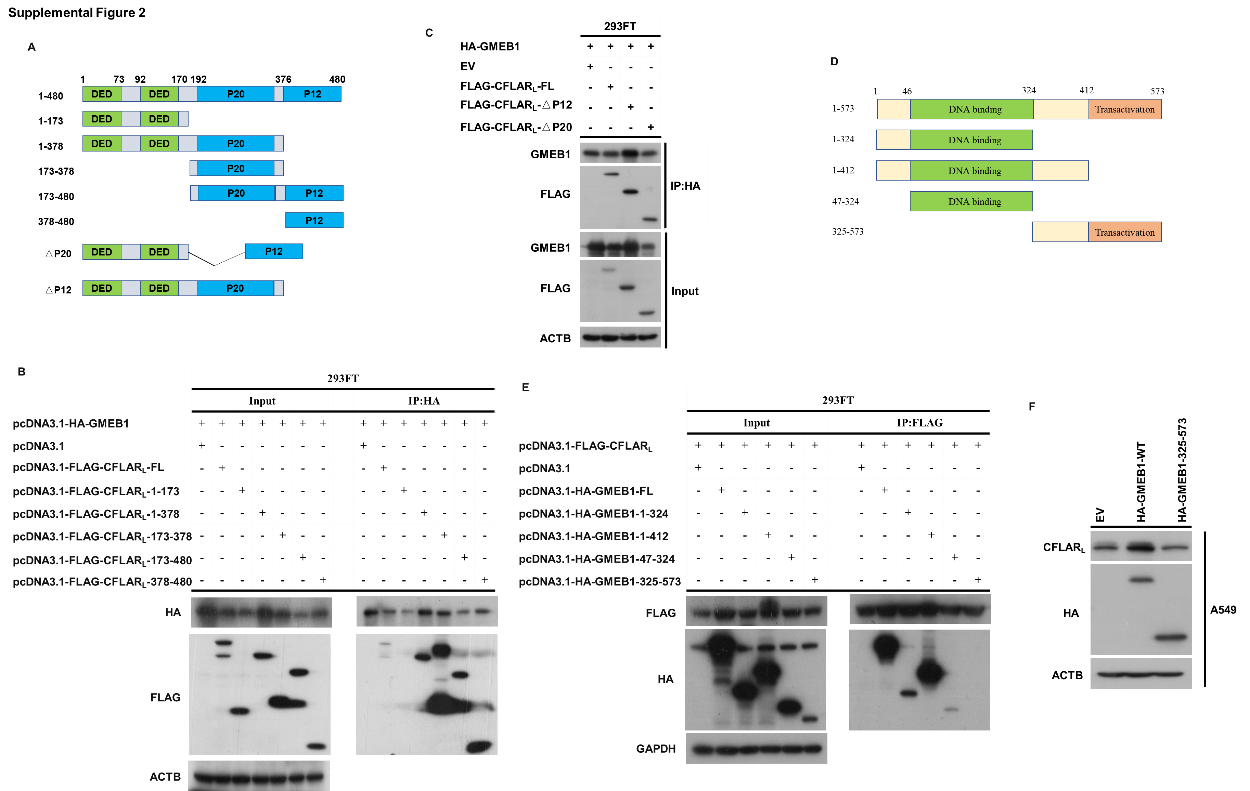 Supplemental Figure 2
A
1 73 92 170 192 376 480
1-480 DED DED P20 P12
1-173 DED DED
1-378 DED DED P20
173-378 P20
173-480 P20 P12
378-480 P12
△P20 DED DED P12
△P12 DED DED P20
C
293FT
HA-GMEB1 + + + +
EV + - - -
FLAG-CFLARL-FL - + - -
FLAG-CFLARL-△P12 - - + -
FLAG-CFLARL-△P20 - - - +
GMEB1
FLAG
IP:HA
GMEB1
FLAG
Input
ACTB
D
1 46 324 412 573
1-573 DNA binding Transactivation
1-324 DNA binding
1-412 DNA binding
47-324 DNA binding
325-573 Transactivation
B
293FT
Input IP:HA
pcDNA3.1-HA-GMEB1 + + + + + + + + + + + + + +
pcDNA3.1 + - - - - - - + - - - - - -
pcDNA3.1-FLAG-CFLARL-FL - + - - - - - - + - - - - -
pcDNA3.1-FLAG-CFLARL-1-173 - - + - - - - - - + - - - -
pcDNA3.1-FLAG-CFLARL-1-378 - - - + - - - - - - + - - -
pcDNA3.1-FLAG-CFLARL-173-378 - - - - + - - - - - - + - -
pcDNA3.1-FLAG-CFLARL-173-480 - - - - - + - - - - - - + -
pcDNA3.1-FLAG-CFLARL-378-480 - - - - - - + - - - - - - +
HA
FLAG
ACTB
E
293FT
Input IP:FLAG
pcDNA3.1-FLAG-CFLARL + + + + + + + + + + + +
pcDNA3.1 + - - - - - + - - - - -
pcDNA3.1-HA-GMEB1-FL - + - - - - - + - - - -
pcDNA3.1-HA-GMEB1-1-324 - - + - - - - - + - - -
pcDNA3.1-HA-GMEB1-1-412 - - - + - - - - - + - -
pcDNA3.1-HA-GMEB1-47-324 - - - - + - - - - - + -
pcDNA3.1-HA-GMEB1-325-573 - - - - - + - - - - - +
FLAG
HA
GAPDH
F
EV
HA-GMEB1-WT
HA-GMEB1-325-573
CFLARL
HA
ACTB
A549